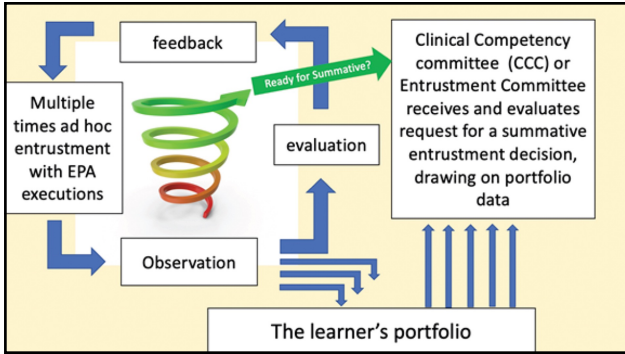 feedback
Multiple
times ad hoc
entrustment
with EPA
executions
Observation
evaluation
Ready for Summative?
Clinical Competency
committee (CCC) or
Entrustment Committee
receives and evaluates
request for a summative
entrustment decision,
drawing on portfolio
data
The learner's portfolio